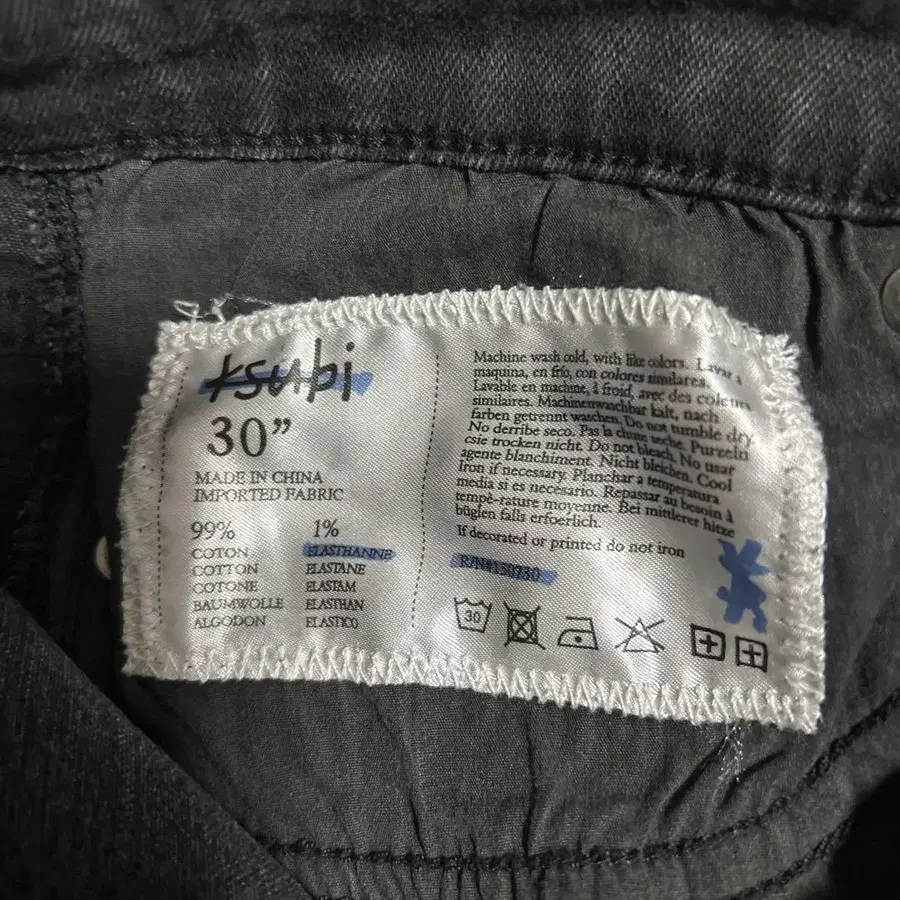 ksubi
30”
MADE IN CHINA
IMPORTED FABRIC
99% 1%
COTON ELASTHANNE
COTTON ELASTANE
COTONE ELASTAM
BAUMWOLLE ELASTHAN
ALGODON ELASTICO
Machine wash cold, with like colors. Lavar a
maquina, en frio, con colores similares.
Lavable en machine, à froid, avec des coleurs
similaires. Machinenwaschbar kalt, nach
farben getrennt waschen. Do not tumble dry
No derribe seco. Pas la chute seche. Purzeln
csie trocken nicht. Do not bleach. No usar
agente blanchiment. Nicht bleichen. Cool
Iron if necessary. Planchar a temperatura
media si es necesario. Repassar au besoin à
tempè-rature moyenne. Bei mittlerer hitze
büglen falls erfoerlich.
If decorated or printed do not iron
R/N#150730
30